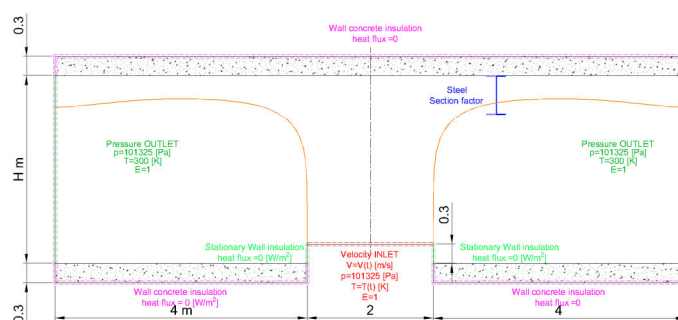 Wall concrete insulation
heat flux =0
0.3
Steel
Section factor
Pressure OUTLET
p=101325 [Pa]
T=300 [K]
E=1
Pressure OUTLET
p=101325 [Pa]
T=300 [K]
E=1
H m
0.3
Stationary Wall insulation
heat flux =0 [W/m²]
Velocity INLET
V=V(t) [m/s]
p=101325 [Pa]
T=T(t) [K]
E=1
Stationary Wall insulation
heat flux =0 [W/m²]
Wall concrete insulation
heat flux = 0 [W/m²]
Wall concrete insulation
heat flux =0
0.3
4 m
2
4